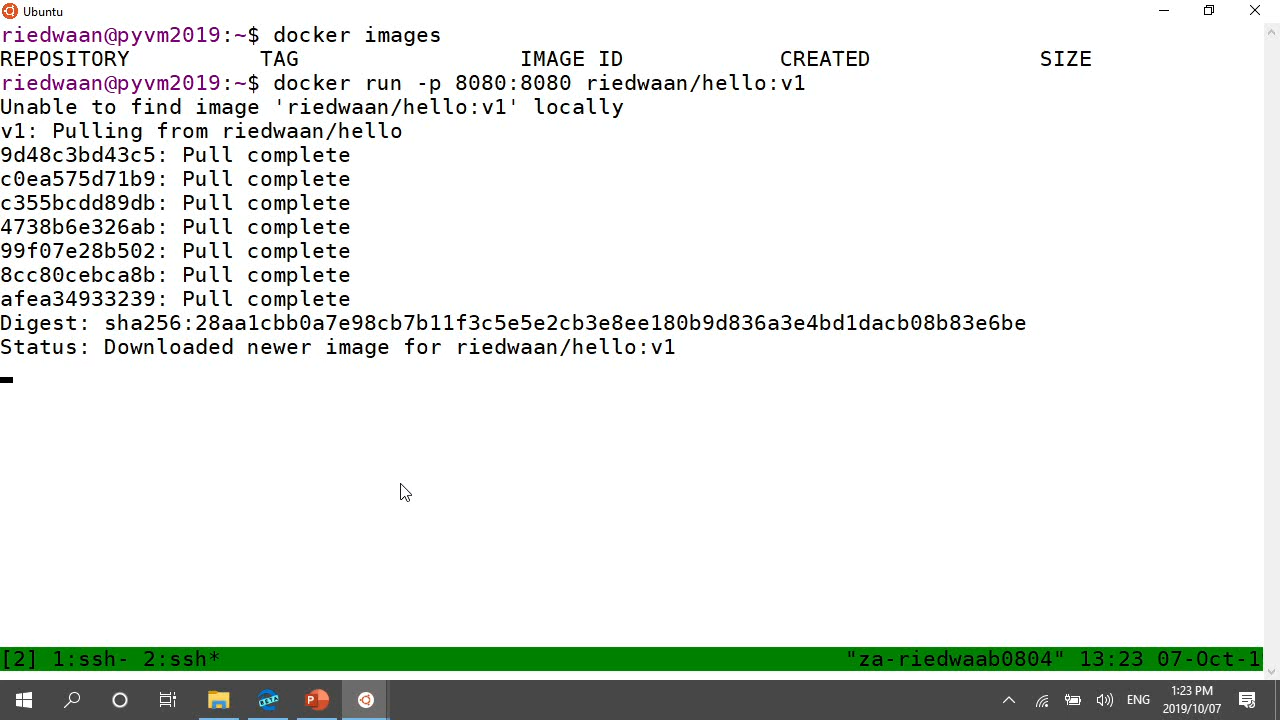 Ubuntu
riedwaan@pyvm2019:~$ docker images
REPOSITORY TAG IMAGE ID CREATED SIZE
riedwaan@pyvm2019:~$ docker run -p 8080:8080 riedwaan/hello:v1
Unable to find image 'riedwaan/hello:v1' locally
v1: Pulling from riedwaan/hello
9d48c3bd43c5: Pull complete
c0ea575d71b9: Pull complete
c355bcdd89db: Pull complete
4738b6e326ab: Pull complete
99f07e28b502: Pull complete
8cc80cebca8b: Pull complete
afea34933239: Pull complete
Digest: sha256:28aa1cbb0a7e98cb7b11f3c5e5e2cb3e8ee180b9d836a3e4bd1dacb08b83e6be
Status: Downloaded newer image for riedwaan/hello:v1
[2] 1:ssh- 2:ssh* "za-riedwaab0804" 13:23 07-Oct-1
BETA
ENG
1:23 PM
2019/10/07